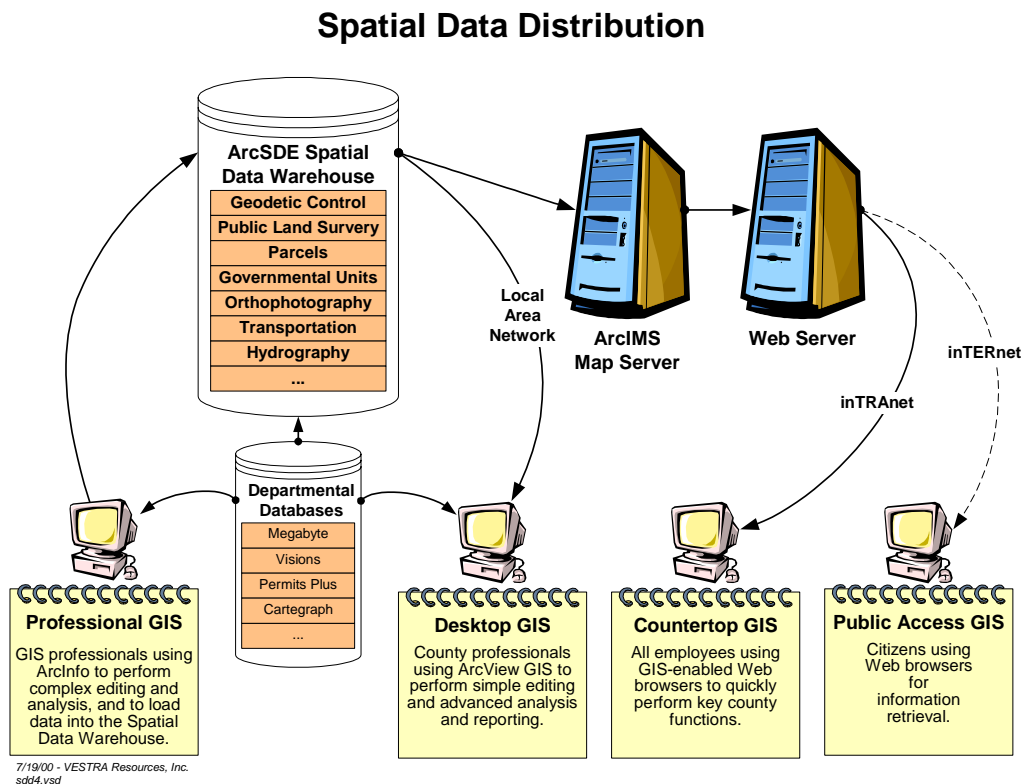 Spatial Data Distribution
ArcSDE Spatial
Data Warehouse
Geodetic Control
Public Land Survery
Parcels
Governmental Units
Orthophotography
Transportation
Hydrography
...
Local
Area
Network
ArcIMS
Map Server
Web Server
inTRAnet
inTERnet
Departmental
Databases
Megabyte
Visions
Permits Plus
Cartegraph
...
Professional GIS
GIS professionals using
ArcInfo to perform
complex editing and
analysis, and to load
data into the Spatial
Data Warehouse.
Desktop GIS
County professionals
using ArcView GIS to
perform simple editing
and advanced analysis
and reporting.
Countertop GIS
All employees using
GIS-enabled Web
browsers to quickly
perform key county
functions.
Public Access GIS
Citizens using
Web browsers
for
information
retrieval.
7/19/00 - VESTRA Resources, Inc.
sdd4.vsd